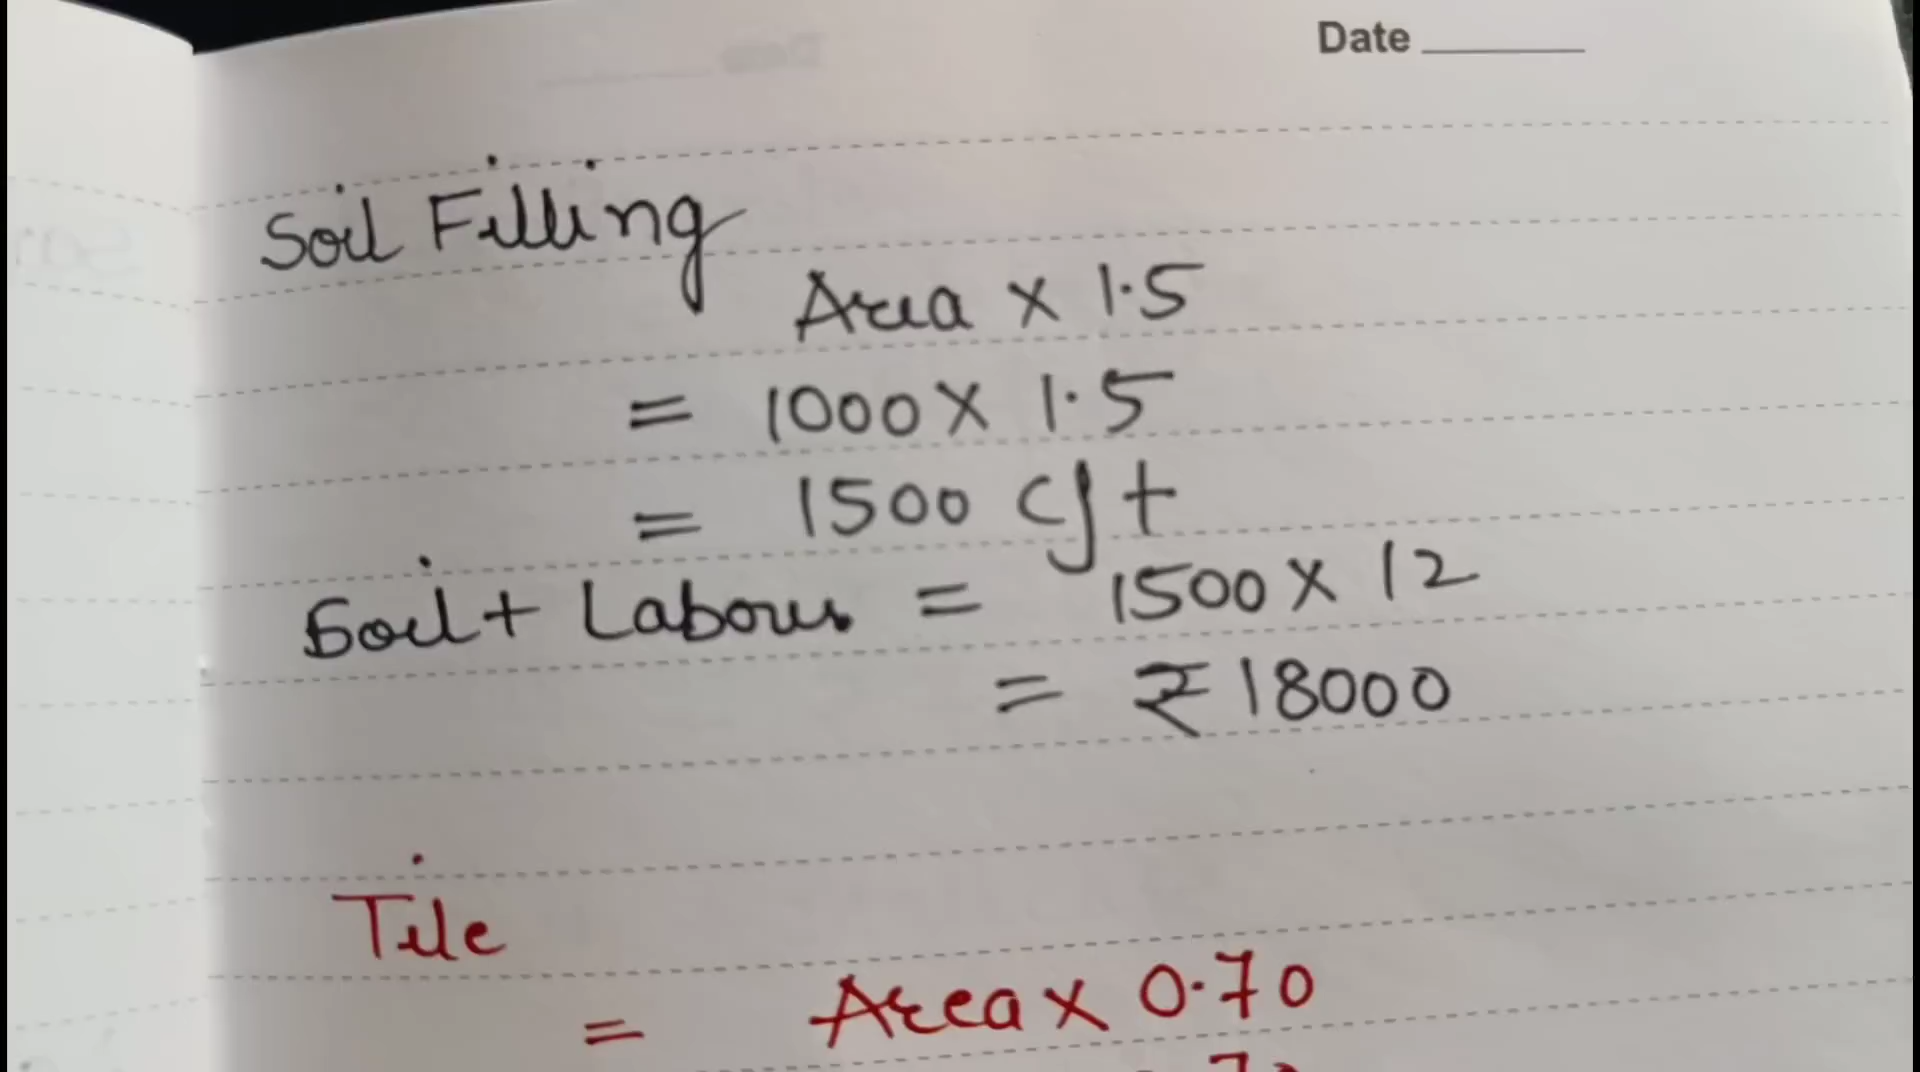 Date
Soil Filling
Area x 1.5
= 1000 x 1.5
= 1500 cft
Soil + Labour = 1500 x 12
= ₹ 18000
Tile
= Area x 0.70